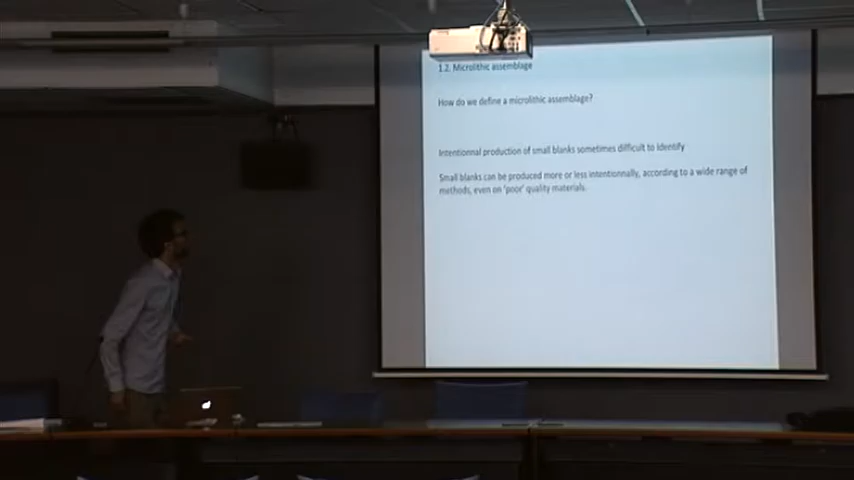 1.2. Microlithic assemblage
How do we define a microlithic assemblage?
Intentionnal production of small blanks sometimes difficult to identify
Small blanks can be produced more or less intentionnally, according to a wide range of
methods, even on 'poor' quality materials.